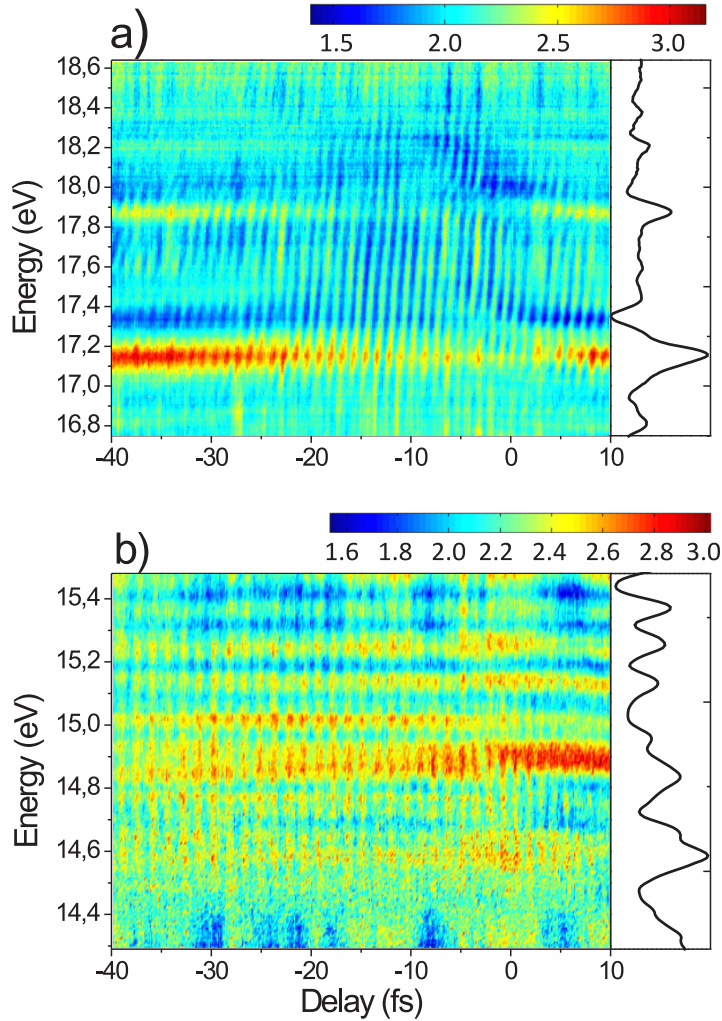 a)
1.5 2.0 2.5 3.0
18,6
18,4
18,2
18,0
17,8
17,6
17,4
17,2
17,0
16,8
Energy (eV)
-40 -30 -20 -10 0 10
b)
1.6 1.8 2.0 2.2 2.4 2.6 2.8 3.0
15,4
15,2
15,0
14,8
14,6
14,4
Energy (eV)
-40 -30 -20 -10 0 10
Delay (fs)